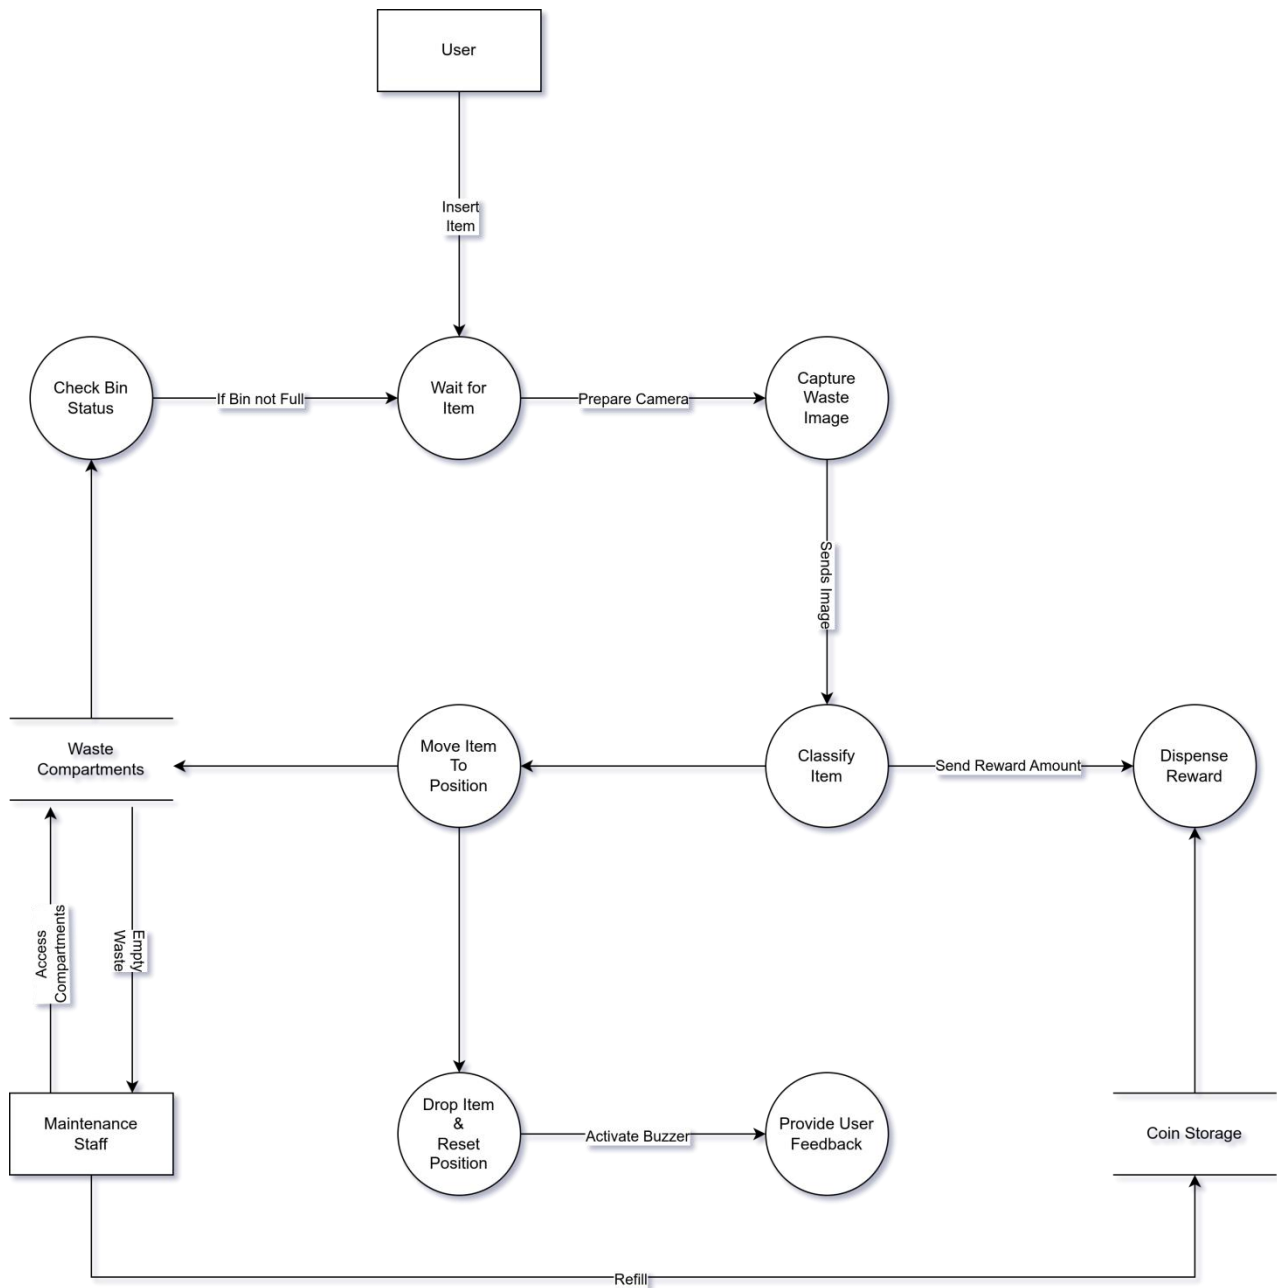 User
Insert
Item
Check Bin
Status
If Bin not Full
Wait for
Item
Prepare Camera
Capture
Waste
Image
Sends Image
Waste
Compartments
Move Item
To
Position
Classify
Item
Send Reward Amount
Dispense
Reward
Access
Compartments
Empty
Waste
Maintenance
Staff
Drop Item
&
Reset
Position
Activate Buzzer
Provide User
Feedback
Coin Storage
Refill